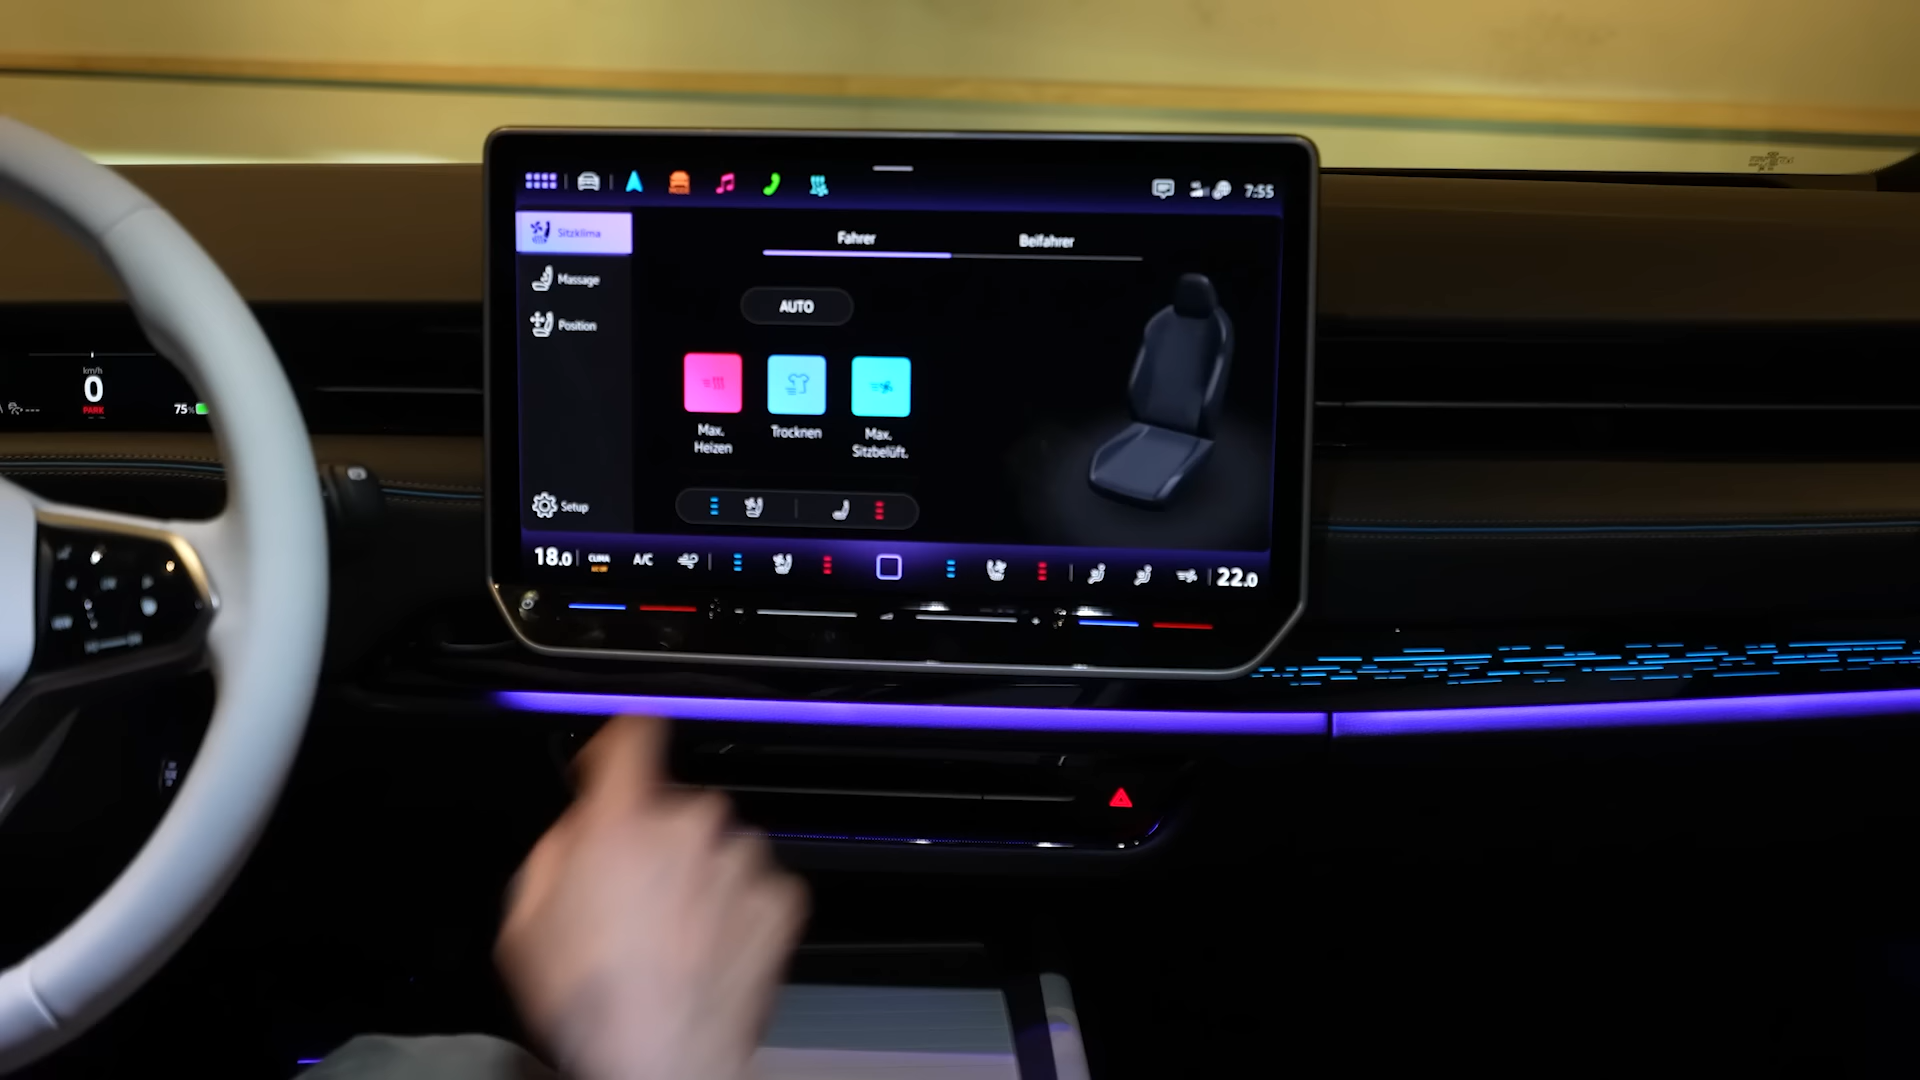 7:55
Sitzklima
Fahrer
Beifahrer
Massage
AUTO
Position
km/h
0
PARK
75%
Max.
Heizen
Trocknen
Max.
Sitzbelüft.
Setup
18.0
CLIMA
A/C
22.0